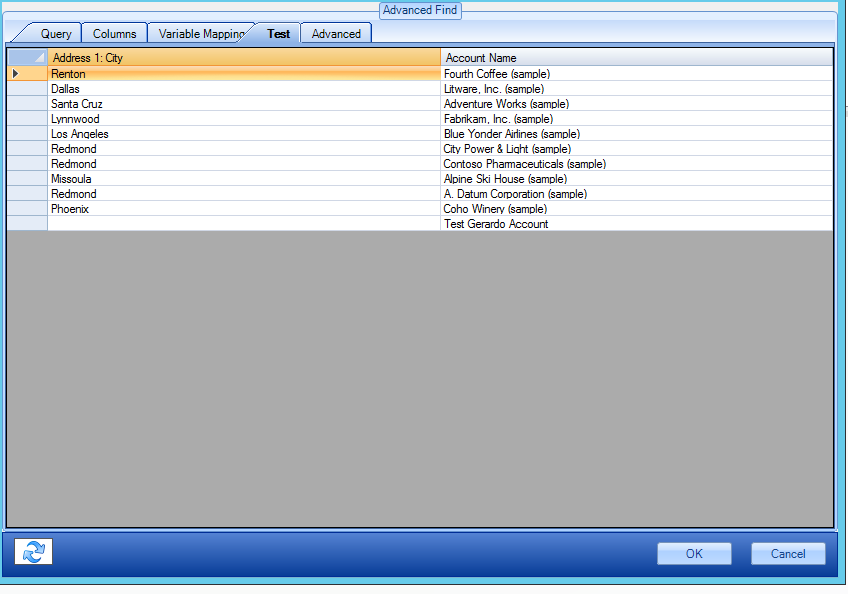 Advanced Find
Query Columns Variable Mapping Test Advanced
Address 1: City Account Name
Renton Fourth Coffee (sample)
Dallas Litware, Inc. (sample)
Santa Cruz Adventure Works (sample)
Lynnwood Fabrikam, Inc. (sample)
Los Angeles Blue Yonder Airlines (sample)
Redmond City Power & Light (sample)
Redmond Contoso Pharmaceuticals (sample)
Missoula Alpine Ski House (sample)
Redmond A. Datum Corporation (sample)
Phoenix Coho Winery (sample)
Test Gerardo Account
OK Cancel